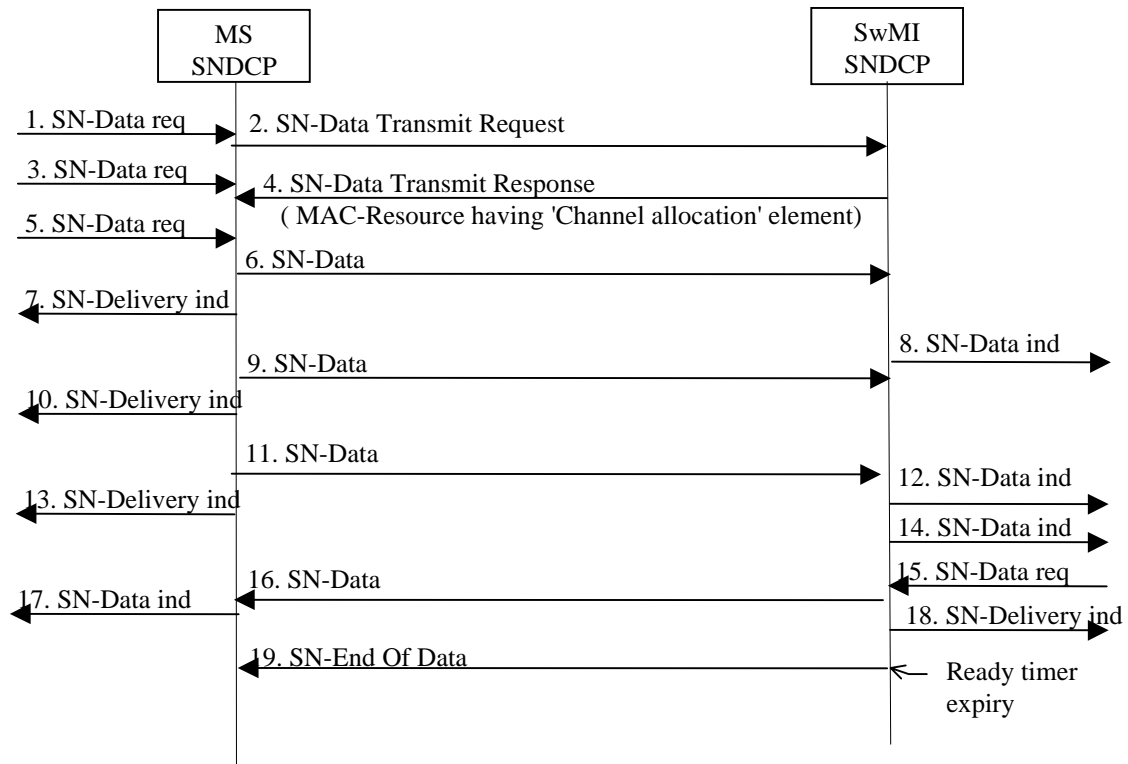 MS
SNDCP
SwMI
SNDCP
1. SN-Data req
2. SN-Data Transmit Request
3. SN-Data req
4. SN-Data Transmit Response
( MAC-Resource having 'Channel allocation' element)
5. SN-Data req
6. SN-Data
7. SN-Delivery ind
8. SN-Data ind
9. SN-Data
10. SN-Delivery ind
11. SN-Data
12. SN-Data ind
13. SN-Delivery ind
14. SN-Data ind
15. SN-Data req
16. SN-Data
17. SN-Data ind
18. SN-Delivery ind
19. SN-End Of Data
Ready timer
expiry